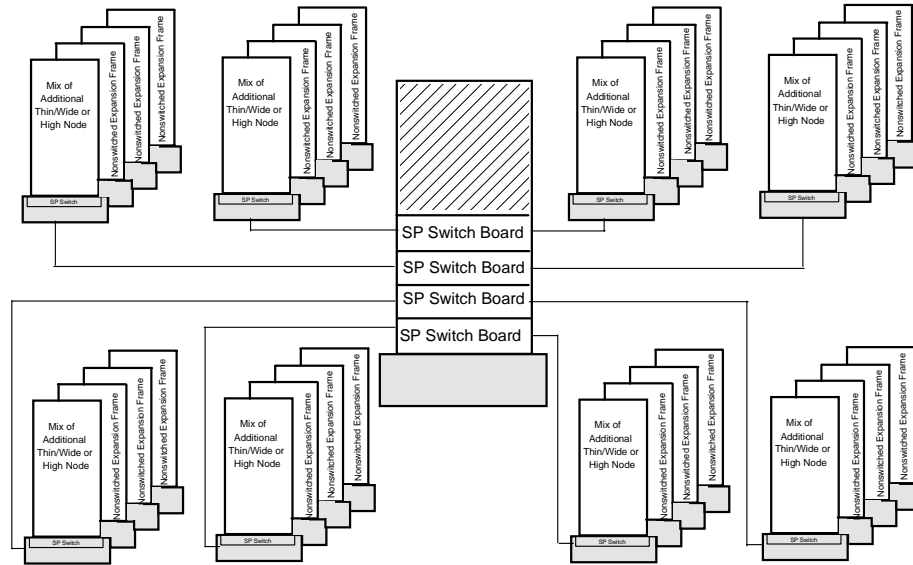 Mix of
Additional
Thin/Wide or
High Node
Nonswitched Expansion Frame
Nonswitched Expansion Frame
Nonswitched Expansion Frame
SP Switch
Mix of
Additional
Thin/Wide or
High Node
Nonswitched Expansion Frame
Nonswitched Expansion Frame
Nonswitched Expansion Frame
SP Switch
Mix of
Additional
Thin/Wide or
High Node
Nonswitched Expansion Frame
Nonswitched Expansion Frame
Nonswitched Expansion Frame
SP Switch
Mix of
Additional
Thin/Wide or
High Node
Nonswitched Expansion Frame
Nonswitched Expansion Frame
Nonswitched Expansion Frame
SP Switch
SP Switch Board
SP Switch Board
SP Switch Board
SP Switch Board
Mix of
Additional
Thin/Wide or
High Node
Nonswitched Expansion Frame
Nonswitched Expansion Frame
Nonswitched Expansion Frame
SP Switch
Mix of
Additional
Thin/Wide or
High Node
Nonswitched Expansion Frame
Nonswitched Expansion Frame
Nonswitched Expansion Frame
SP Switch
Mix of
Additional
Thin/Wide or
High Node
Nonswitched Expansion Frame
Nonswitched Expansion Frame
Nonswitched Expansion Frame
SP Switch
Mix of
Additional
Thin/Wide or
High Node
Nonswitched Expansion Frame
Nonswitched Expansion Frame
Nonswitched Expansion Frame
SP Switch